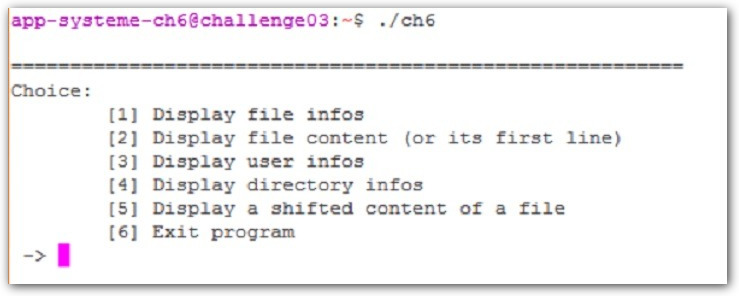 app-systeme-ch6@challenge03:~$ ./ch6
=========================================================
Choice:
[1] Display file infos
[2] Display file content (or its first line)
[3] Display user infos
[4] Display directory infos
[5] Display a shifted content of a file
[6] Exit program
->